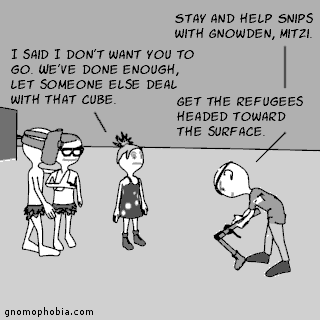 I SAID I DON'T WANT YOU TO
GO. WE'VE DONE ENOUGH,
LET SOMEONE ELSE DEAL
WITH THAT CUBE.
STAY AND HELP SNIPS
WITH GNOWDEN, MITZI.
GET THE REFUGEES
HEADED TOWARD
THE SURFACE.
gnomophobia.com